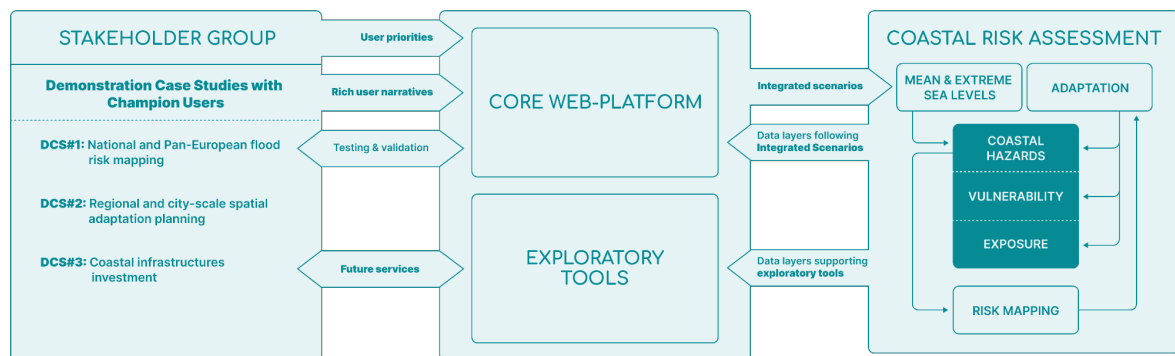 STAKEHOLDER GROUP
Demonstration Case Studies with
Champion Users
DCS#1: National and Pan-European flood
risk mapping
DCS#2: Regional and city-scale spatial
adaptation planning
DCS#3: Coastal infrastructures
investment
User priorities
Rich user narratives
Testing & validation
Future services
CORE WEB-PLATFORM
EXPLORATORY
TOOLS
Integrated scenarios
Data layers following
Integrated Scenarios
Data layers supporting
exploratory tools
COASTAL RISK ASSESSMENT
MEAN & EXTREME
SEA LEVELS
ADAPTATION
COASTAL
HAZARDS
VULNERABILITY
EXPOSURE
RISK MAPPING